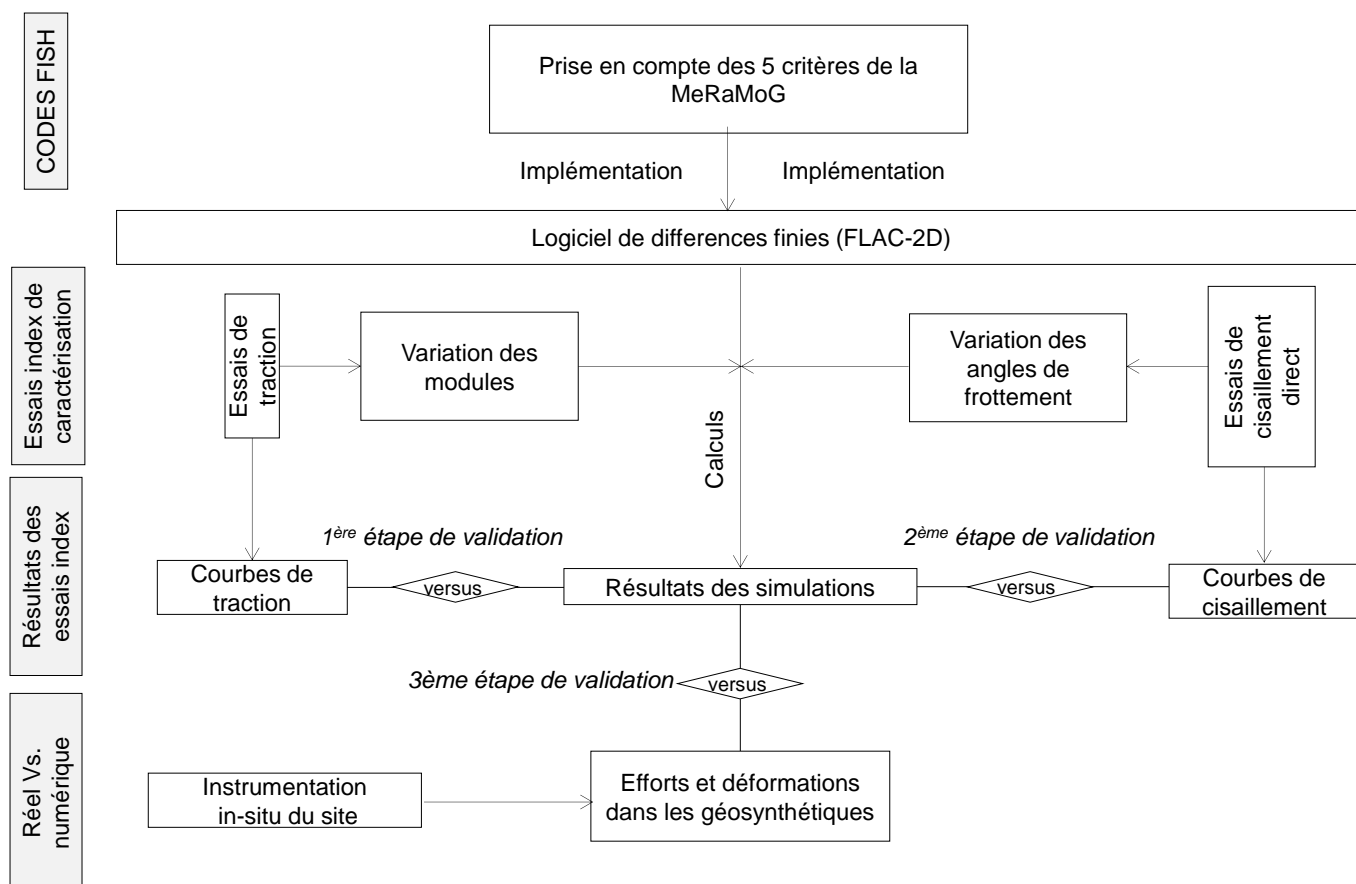 CODES FISH
Prise en compte des 5 critères de la
MeRaMoG
Implémentation
Implémentation
Logiciel de differences finies (FLAC-2D)
Essais index de
caractérisation
Essais de
traction
Variation des
modules
Calculs
Variation des
angles de
frottement
Essais de
cisaillement
direct
Résultats des
essais index
1ère étape de validation
2ème étape de validation
Courbes de
traction
versus
Résultats des simulations
versus
Courbes de
cisaillement
3ème étape de validation
versus
Réel Vs.
numérique
Instrumentation
in-situ du site
Efforts et déformations
dans les géosynthétiques